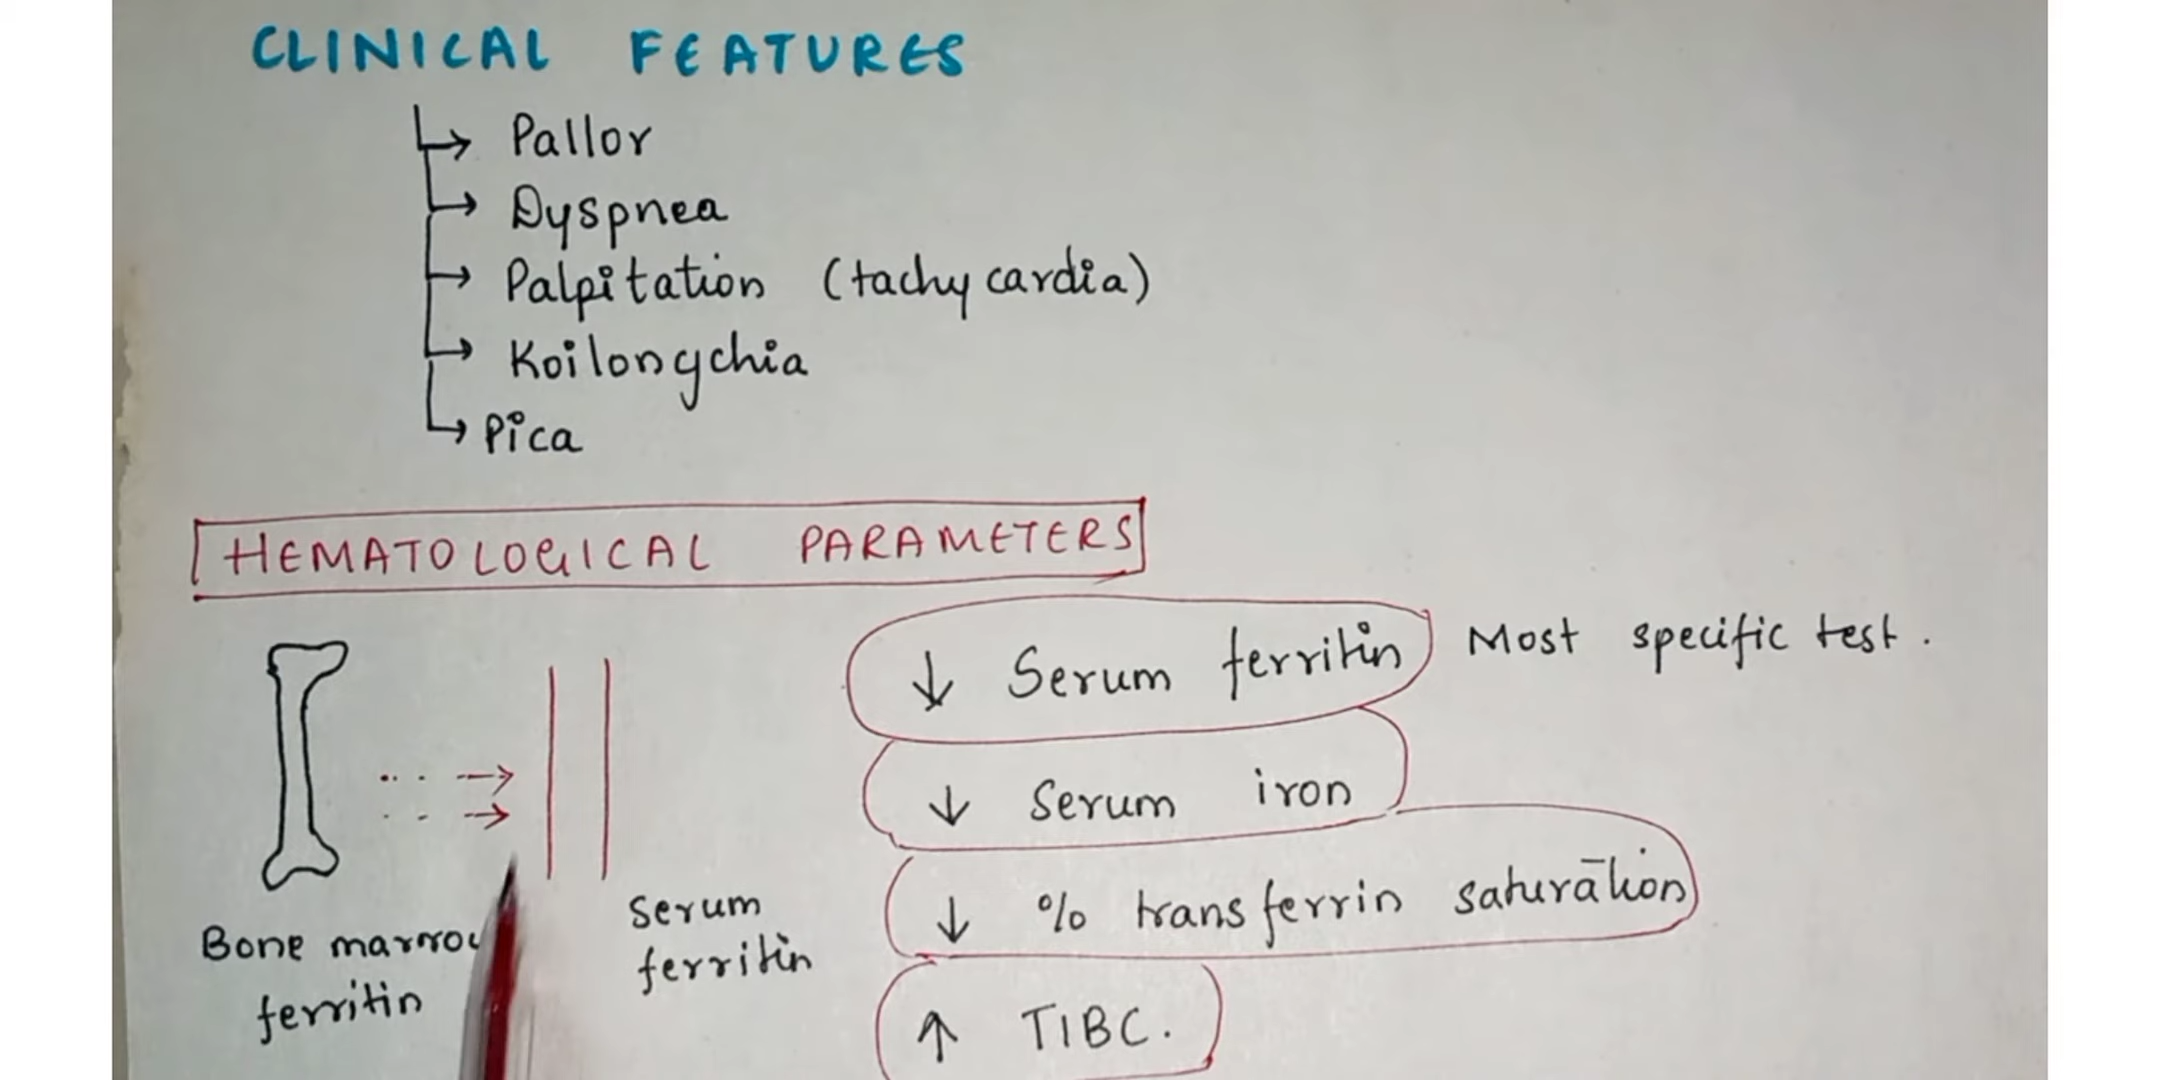 CLINICAL FEATURES
Pallor
Dyspnea
Palpitation (tachycardia)
Koilongchia
Pica
HEMATOLOGICAL PARAMETERS
↓ Serum ferritin Most specific test.
↓ Serum iron
↓ % transferrin saturation
↑ TIBC.
Bone marrow
ferritin
Serum
ferritin